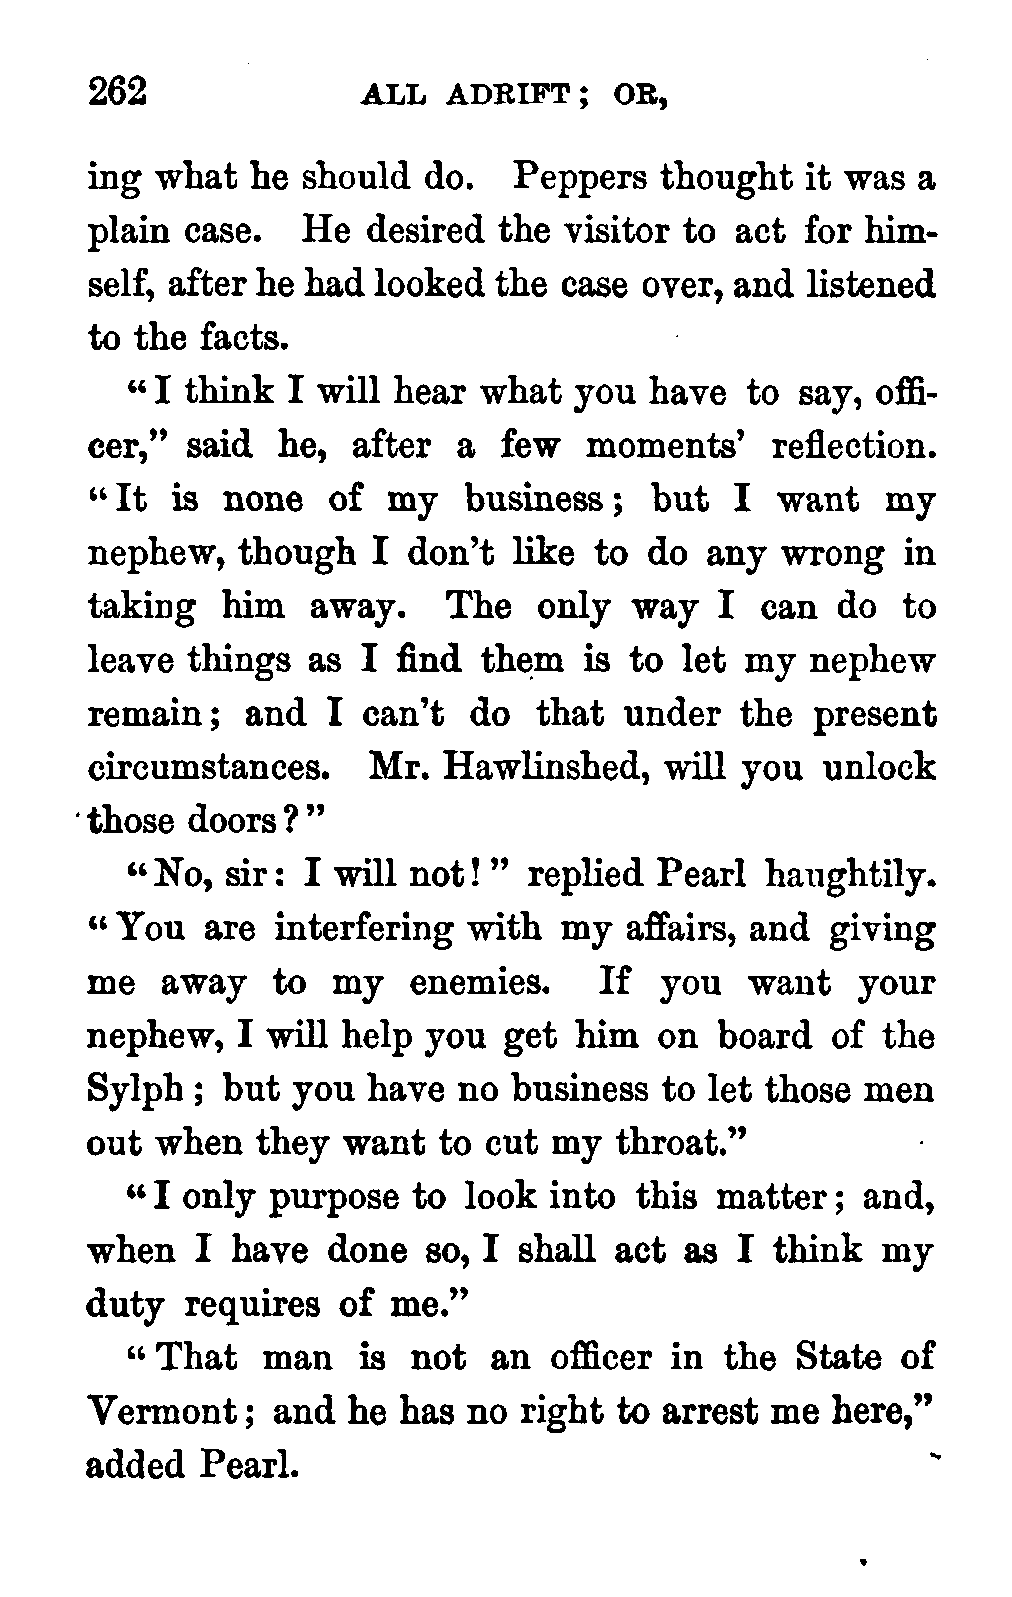 262 ALL ADRIFT; OR,
ing what he should do. Peppers thought it was a
plain case. He desired the visitor to act for him-
self, after he had looked the case over, and listened
to the facts.
"I think I will hear what you have to say, offi-
cer," said he, after a few moments' reflection.
"It is none of my business; but I want my
nephew, though I don't like to do any wrong in
taking him away. The only way I can do to
leave things as I find them is to let my nephew
remain; and I can't do that under the present
circumstances. Mr. Hawlinshed, will you unlock
those doors?"
"No, sir: I will not!" replied Pearl haughtily.
"You are interfering with my affairs, and giving
me away to my enemies. If you want your
nephew, I will help you get him on board of the
Sylph; but you have no business to let those men
out when they want to cut my throat."
"I only purpose to look into this matter; and,
when I have done so, I shall act as I think my
duty requires of me."
"That man is not an officer in the State of
Vermont; and he has no right to arrest me here,"
added Pearl.